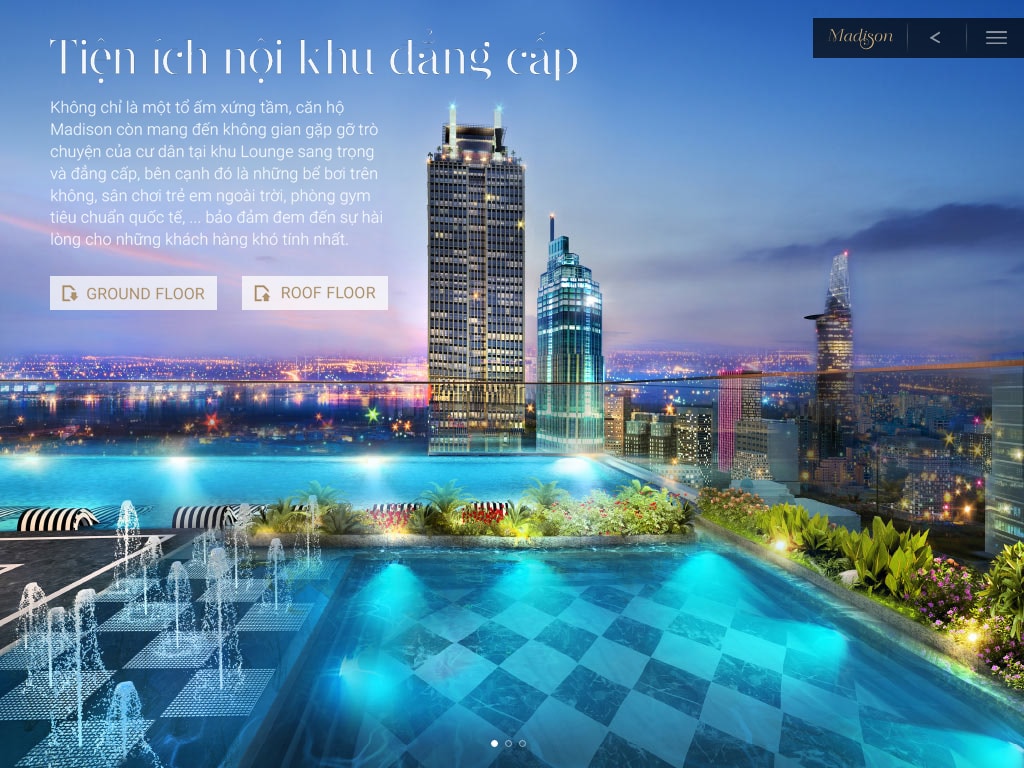 Tiện ích nội khu đẳng cấp
Madison
Không chỉ là một tổ ấm xứng tầm, căn hộ
Madison còn mang đến không gian gặp gỡ trò
chuyện của cư dân tại khu Lounge sang trọng
và đẳng cấp, bên cạnh đó là những bể bơi trên
không, sân chơi trẻ em ngoài trời, phòng gym
tiêu chuẩn quốc tế, ... bảo đảm đem đến sự hài
lòng cho những khách hàng khó tính nhất.
GROUND FLOOR
ROOF FLOOR